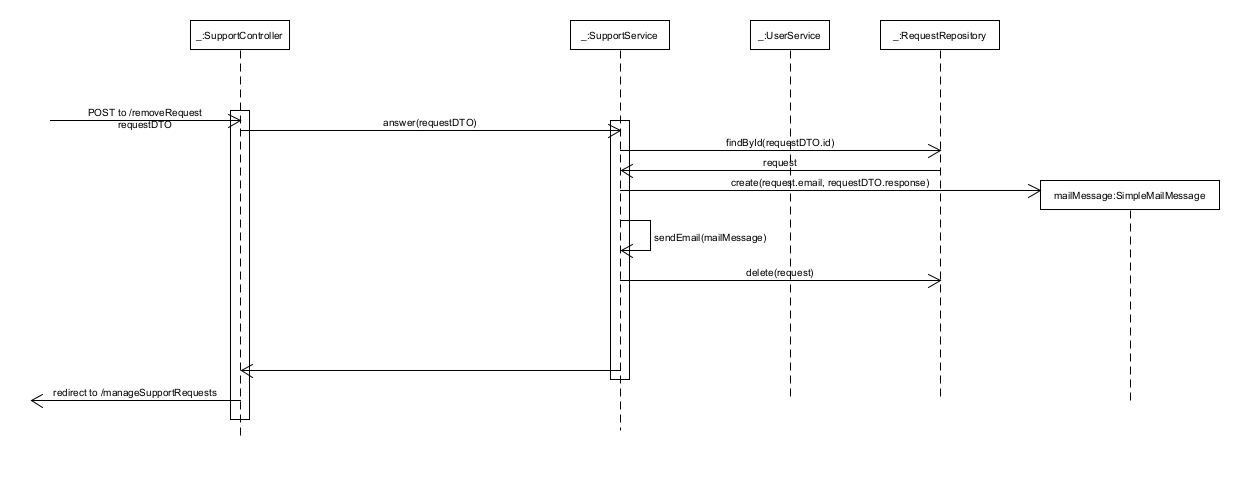 _:SupportController
_:SupportService
_:UserService
_:RequestRepository
POST to /removeRequest
requestDTO
answer(requestDTO)
findById(requestDTO.id)
request
create(request.email, requestDTO.response)
mailMessage:SimpleMailMessage
sendEmail(mailMessage)
delete(request)
redirect to /manageSupportRequests